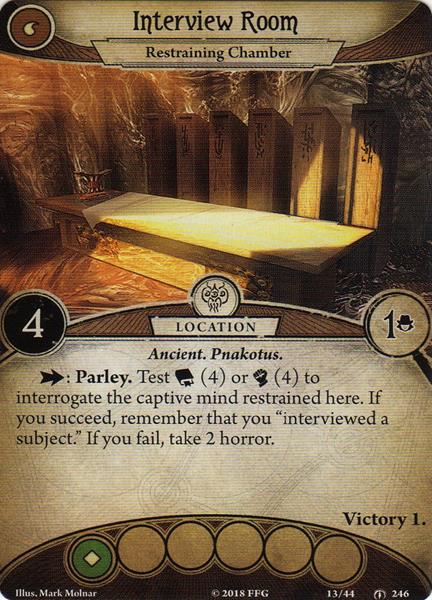 Interview Room
Restraining Chamber
4
1
LOCATION
Ancient. Pnakotus.
: Parley. Test (4) or (4) to
interrogate the captive mind restrained here. If
you succeed, remember that you “interviewed a
subject.” If you fail, take 2 horror.
Victory 1.
Illus. Mark Molnar © 2018 FFG 13/44 246